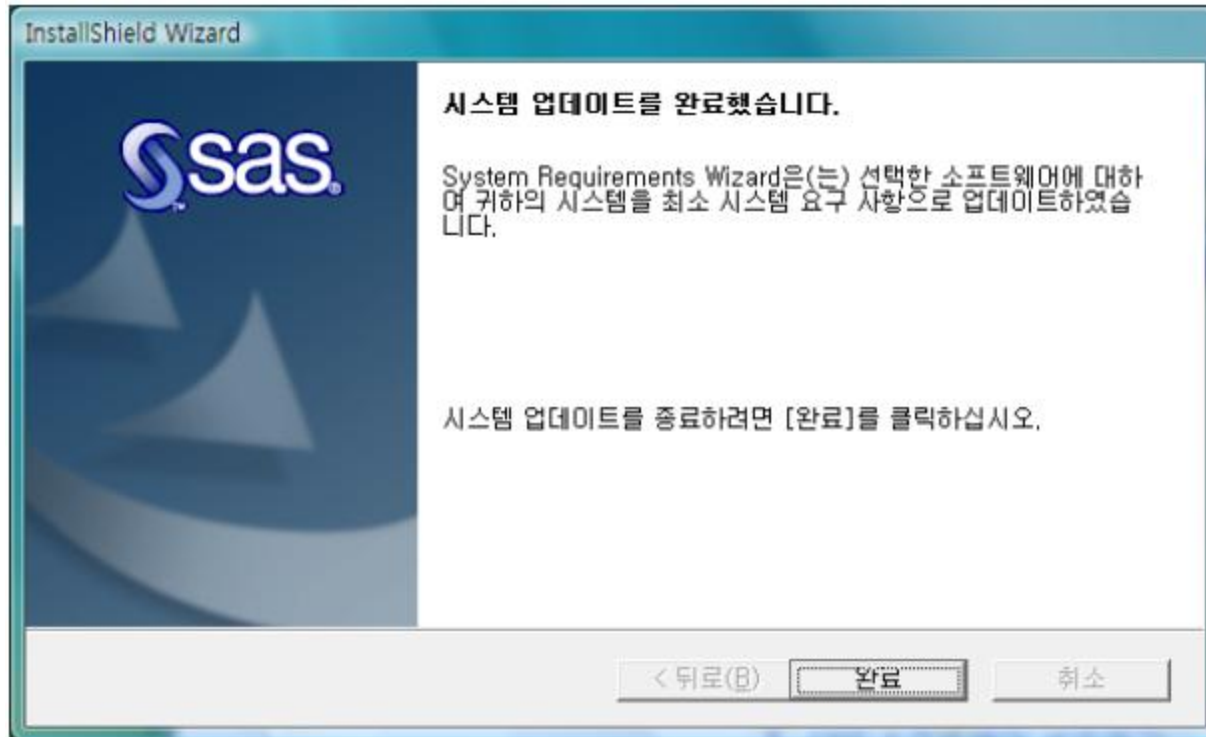 InstallShield Wizard
sas.
시스템 업데이트를 완료했습니다.
System Requirements Wizard은(는) 선택한 소프트웨어에 대하
여 귀하의 시스템을 최소 시스템 요구 사항으로 업데이트하였습
니다.
시스템 업데이트를 종료하려면 [완료]를 클릭하십시오.
< 뒤로(B) 완료 취소